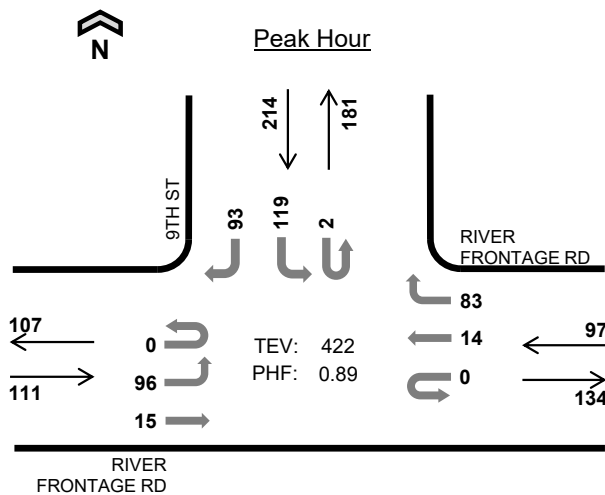 N
Peak Hour
214
181
9TH ST
93
119
2
RIVER
FRONTAGE RD
107
111
0
96
15
TEV: 422
PHF: 0.89
83
14
0
97
134
RIVER
FRONTAGE RD